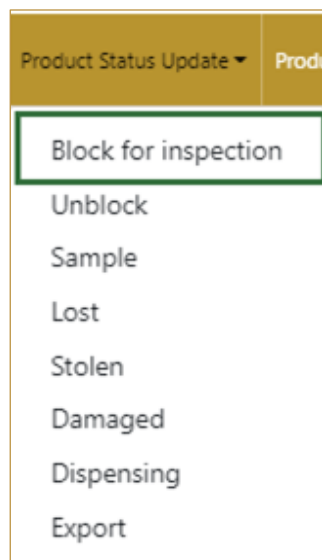 Product Status Update
Block for inspection
Unblock
Sample
Lost
Stolen
Damaged
Dispensing
Export